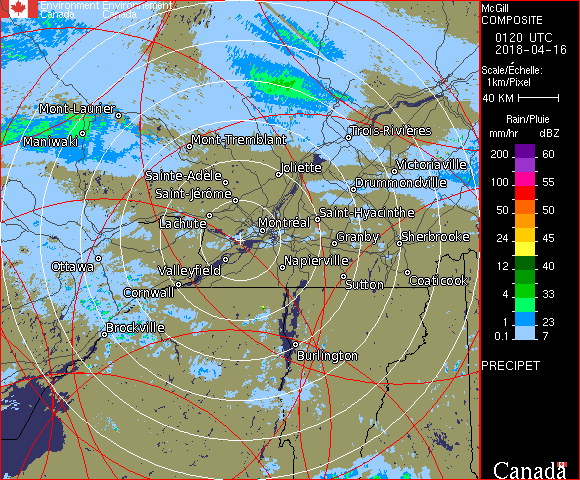 Environment Environnement
Canada Canada
McGill
COMPOSITE
0120 UTC
2018-04-16
Scale/Échelle:
1km/Pixel
40 KM
Rain/Pluie
mm/hr dBZ
200 60
100 55
50 50
24 45
12 40
4 33
1 23
0.1 7
PRECIPET
Canada
Mont-Laurier
Maniwaki
Mont-Tremblant
Trois-Rivières
Joliette
Victoriaville
Sainte-Adèle
Drummondville
Saint-Jérôme
Saint-Hyacinthe
Lachute
Montréal
Granby
Sherbrooke
Ottawa
Valleyfield
Napierville
Sutton
Coaticook
Cornwall
Brockville
Burlington